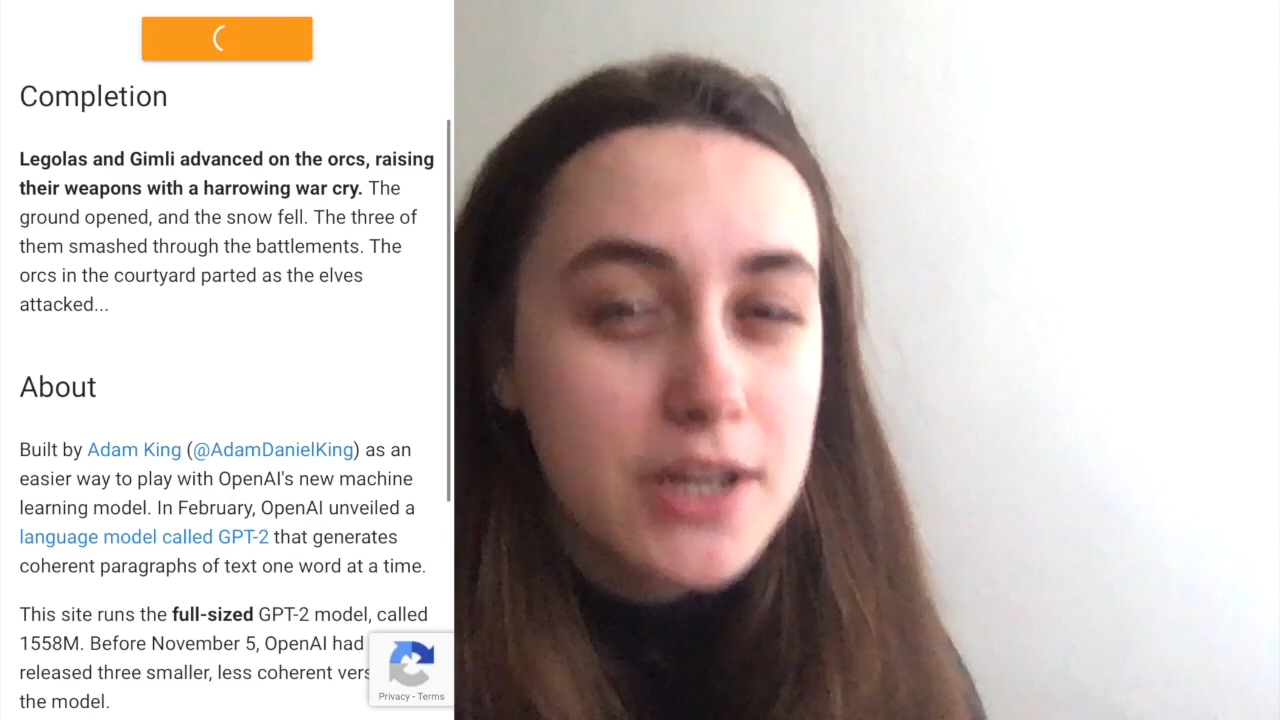 Completion
Legolas and Gimli advanced on the orcs, raising
their weapons with a harrowing war cry. The
ground opened, and the snow fell. The three of
them smashed through the battlements. The
orcs in the courtyard parted as the elves
attacked...
About
Built by Adam King (@AdamDanielKing) as an
easier way to play with OpenAI's new machine
learning model. In February, OpenAI unveiled a
language model called GPT-2 that generates
coherent paragraphs of text one word at a time.
This site runs the full-sized GPT-2 model, called
1558M. Before November 5, OpenAI had
released three smaller, less coherent
the model.
Privacy - Terms